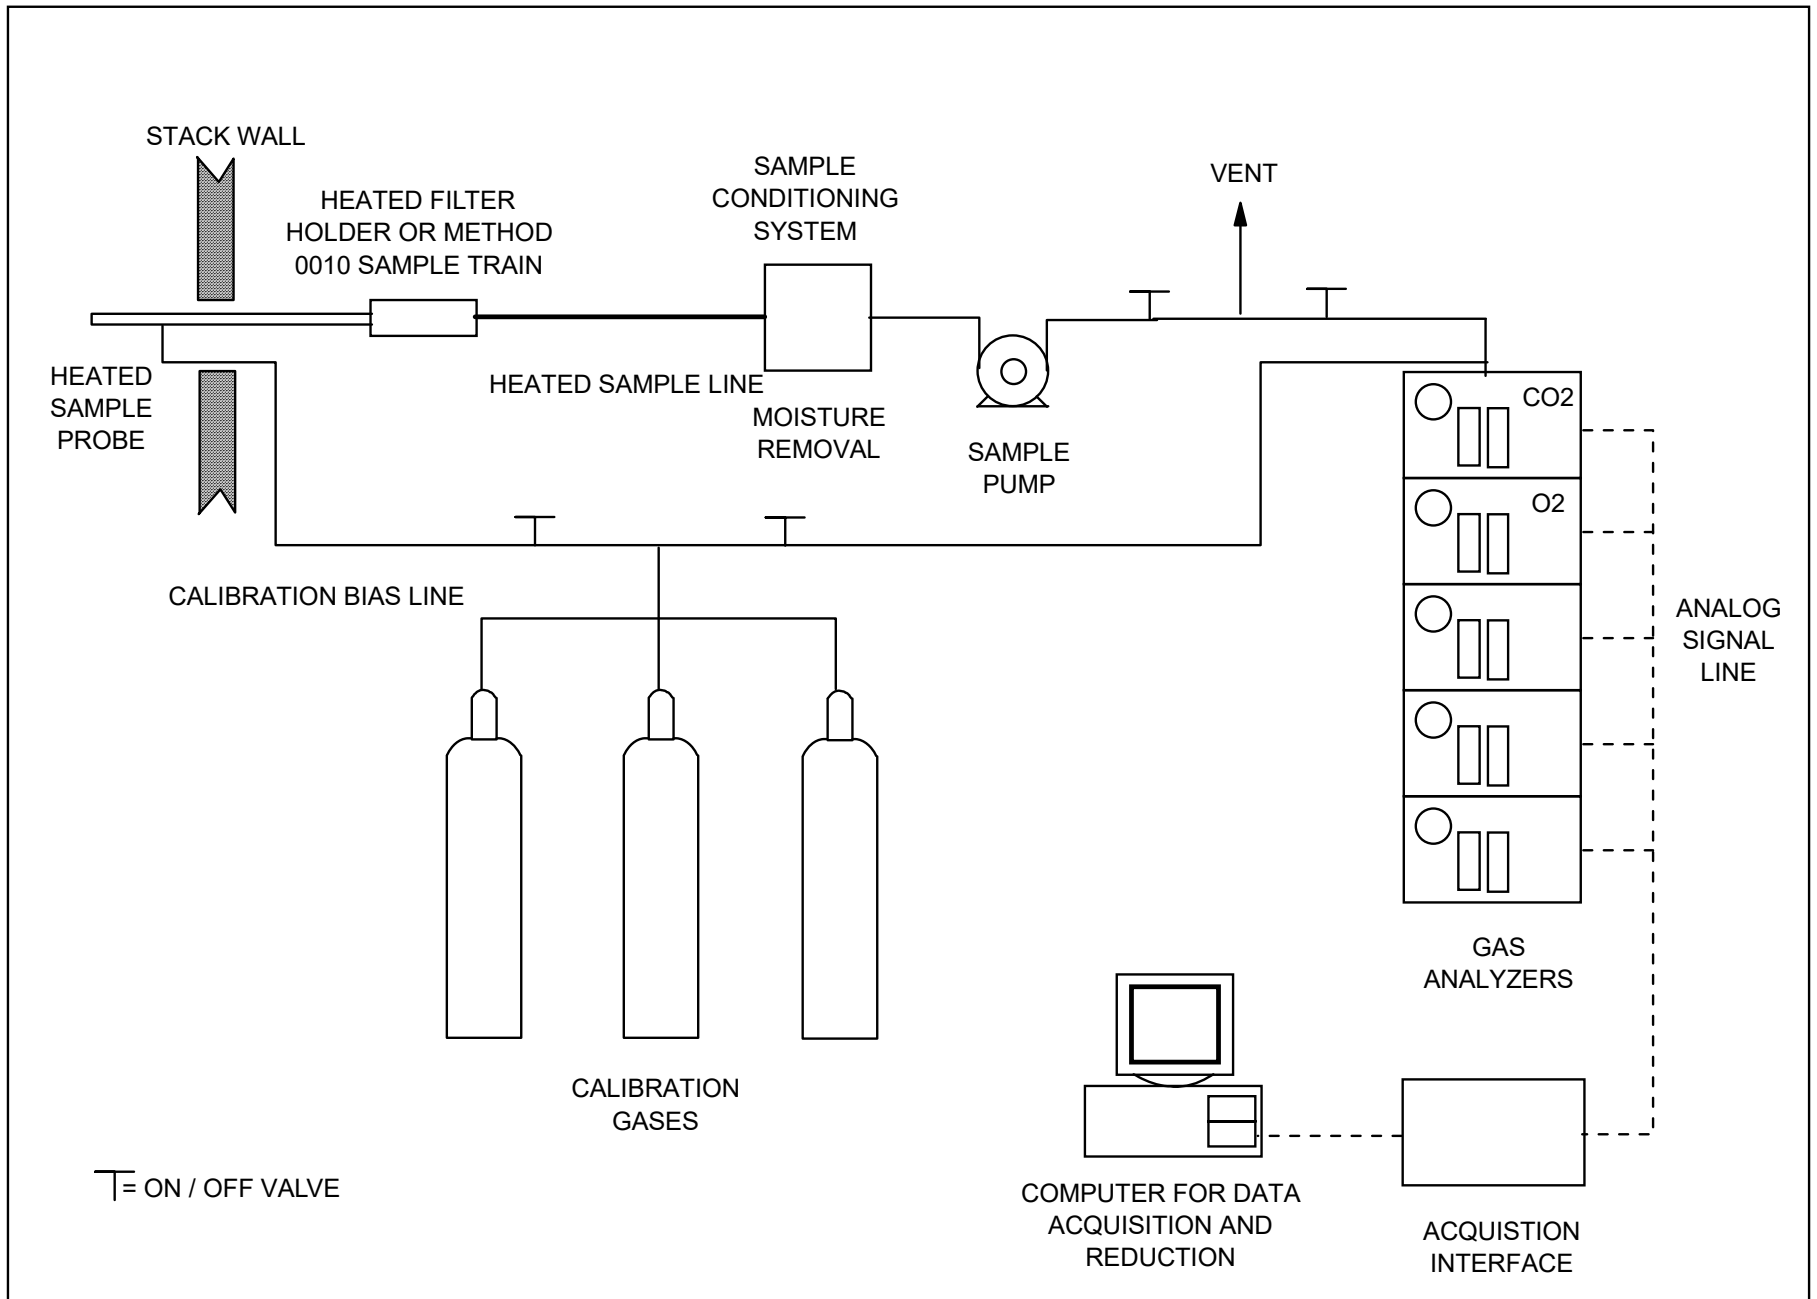 STACK WALL
HEATED FILTER
HOLDER OR METHOD
0010 SAMPLE TRAIN
SAMPLE
CONDITIONING
SYSTEM
VENT
HEATED
SAMPLE
PROBE
HEATED SAMPLE LINE
MOISTURE
REMOVAL
SAMPLE
PUMP
CO2
O2
CALIBRATION BIAS LINE
ANALOG
SIGNAL
LINE
GAS
ANALYZERS
CALIBRATION
GASES
= ON / OFF VALVE
COMPUTER FOR DATA
ACQUISITION AND
REDUCTION
ACQUISTION
INTERFACE